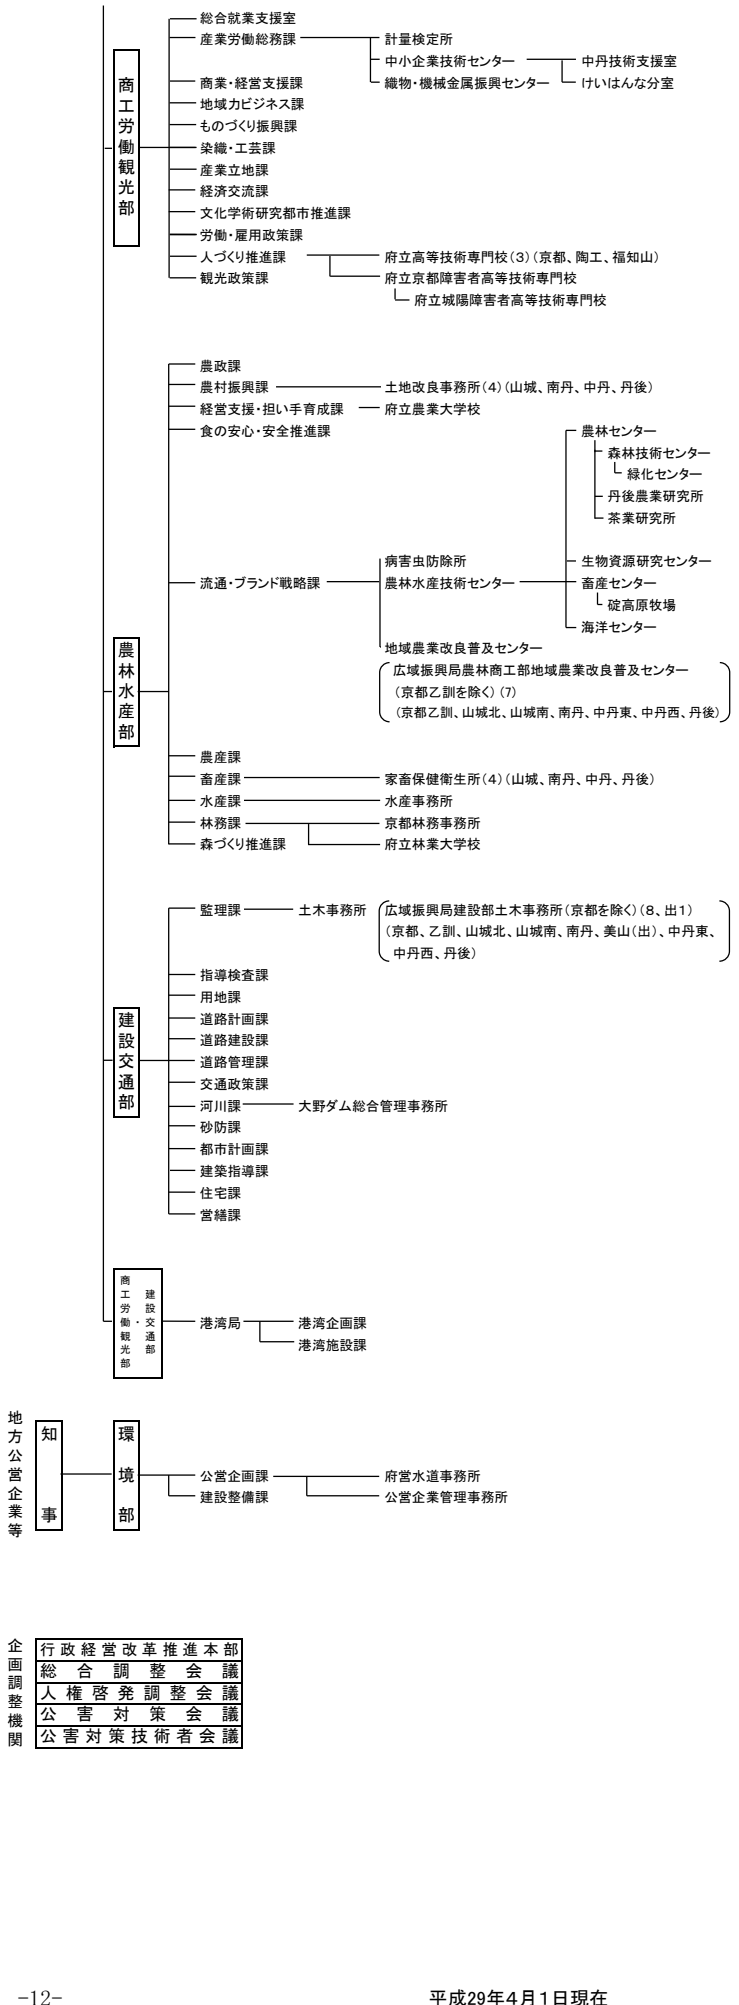 総合就業支援室
産業労働総務課 計量検定所
中小企業技術センター 中丹技術支援室
商業・経営支援課 織物・機械金属振興センター けいはんな分室
地域力ビジネス課
ものづくり振興課
染織・工芸課
産業立地課
経済交流課
文化学術研究都市推進課
労働・雇用政策課
人づくり推進課 府立高等技術専門校(3)(京都、陶工、福知山)
観光政策課 府立京都障害者高等技術専門校
府立城陽障害者高等技術専門校
商工労働観光部
農政課
農村振興課 土地改良事務所(4)(山城、南丹、中丹、丹後)
経営支援・担い手育成課 府立農業大学校
食の安心・安全推進課 農林センター
森林技術センター
緑化センター
丹後農業研究所
茶業研究所
病害虫防除所 生物資源研究センター
流通・ブランド戦略課 農林水産技術センター 畜産センター
碇高原牧場
海洋センター
地域農業改良普及センター
広域振興局農林商工部地域農業改良普及センター
(京都乙訓を除く)(7)
(京都乙訓、山城北、山城南、南丹、中丹東、中丹西、丹後)
農林水産部
農産課
畜産課 家畜保健衛生所(4)(山城、南丹、中丹、丹後)
水産課 水産事務所
林務課 京都林務事務所
森づくり推進課 府立林業大学校
監理課 土木事務所 広域振興局建設部土木事務所(京都を除く)(8、出1)
(京都、乙訓、山城北、山城南、南丹、美山(出)、中丹東、
中丹西、丹後)
指導検査課
用地課
道路計画課
道路建設課
道路管理課
交通政策課
河川課 大野ダム総合管理事務所
砂防課
都市計画課
建築指導課
住宅課
営繕課
建設交通部
商工労働観光部・建設交通部
港湾局 港湾企画課
港湾施設課
地方公営企業等
知事
環境部
公営企画課 府営水道事務所
建設整備課 公営企業管理事務所
企画調整機関
行政経営改革推進本部
総合調整会議
人権啓発調整会議
公害対策会議
公害対策技術者会議
-12- 平成29年4月1日現在